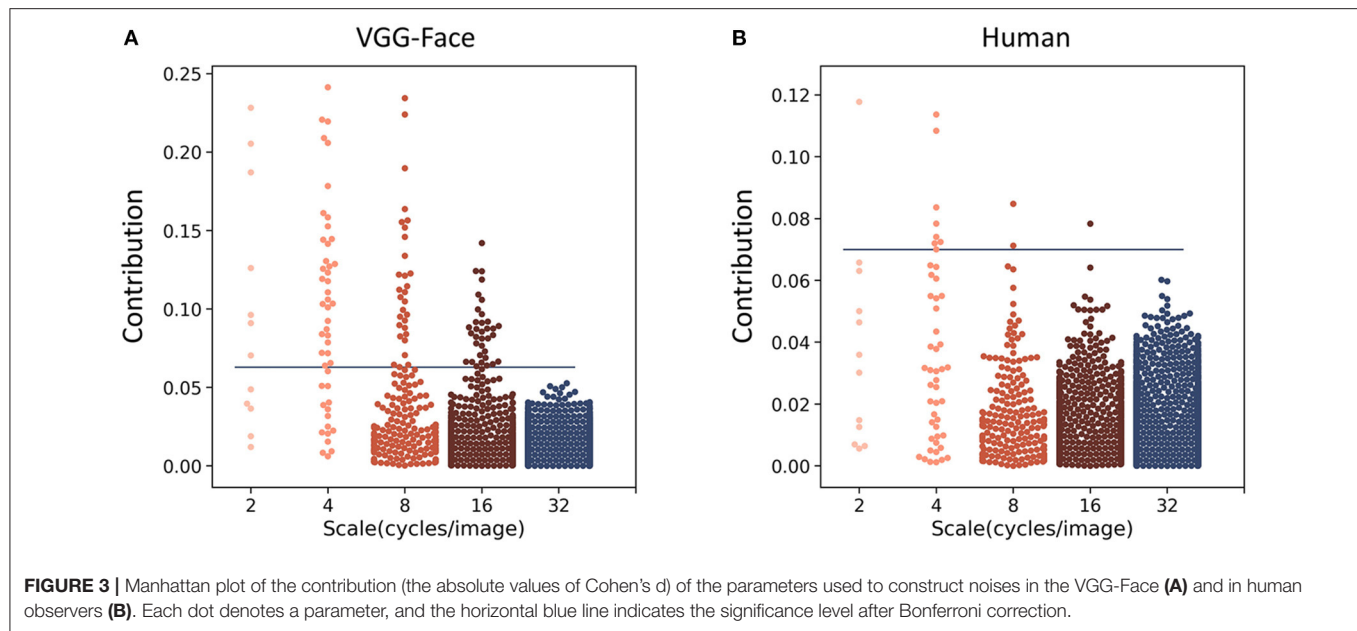 A
VGG-Face
Contribution
0.25
0.20
0.15
0.10
0.05
0.00
2 4 8 16 32
Scale(cycles/image)
B
Human
Contribution
0.12
0.10
0.08
0.06
0.04
0.02
0.00
2 4 8 16 32
Scale(cycles/image)
FIGURE 3 | Manhattan plot of the contribution (the absolute values of Cohen's d) of the parameters used to construct noises in the VGG-Face (A) and in human
observers (B). Each dot denotes a parameter, and the horizontal blue line indicates the significance level after Bonferroni correction.